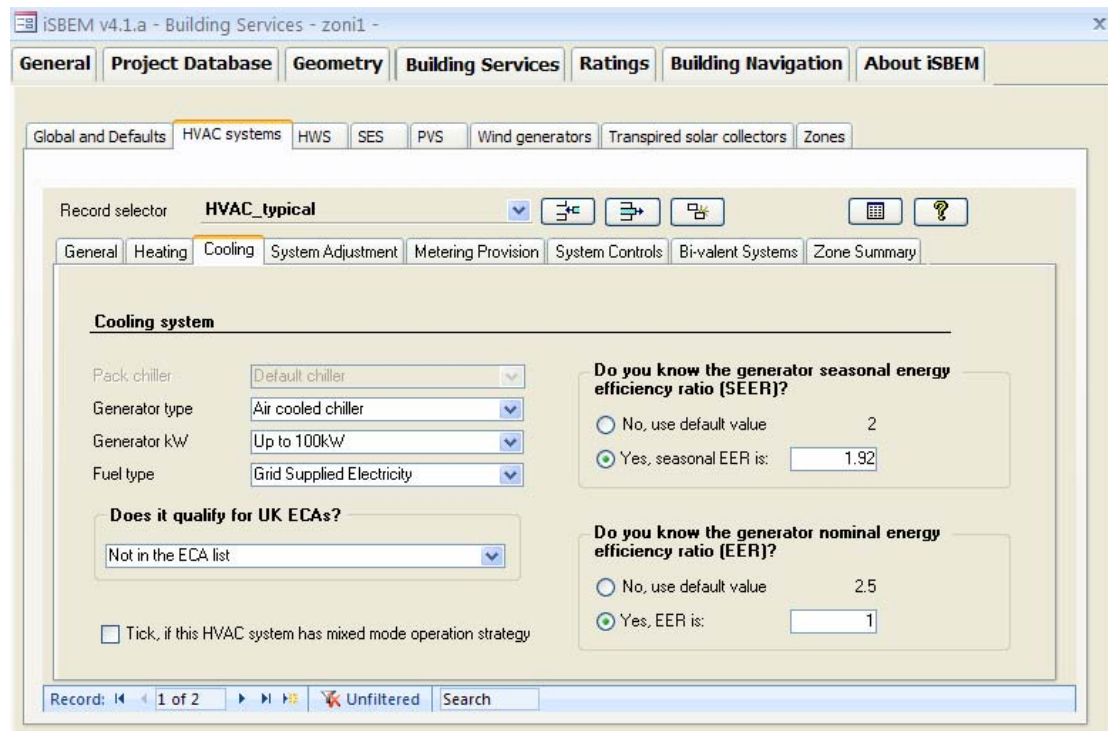 iSBEM v4.1.a - Building Services - zoni1 -
x
General Project Database Geometry Building Services Ratings Building Navigation About iSBEM
Global and Defaults HVAC systems HWS SES PVS Wind generators Transpired solar collectors Zones
Record selector HVAC_typical
General Heating Cooling System Adjustment Metering Provision System Controls Bi-valent Systems Zone Summary
Cooling system
Pack chiller Default chiller
Generator type Air cooled chiller
Generator kW Up to 100kW
Fuel type Grid Supplied Electricity
Does it qualify for UK ECAs?
Not in the ECA list
Tick, if this HVAC system has mixed mode operation strategy
Do you know the generator seasonal energy
efficiency ratio (SEER)?
No, use default value 2
Yes, seasonal EER is: 1.92
Do you know the generator nominal energy
efficiency ratio (EER)?
No, use default value 2.5
Yes, EER is: 1
Record: 1 of 2 Unfiltered Search